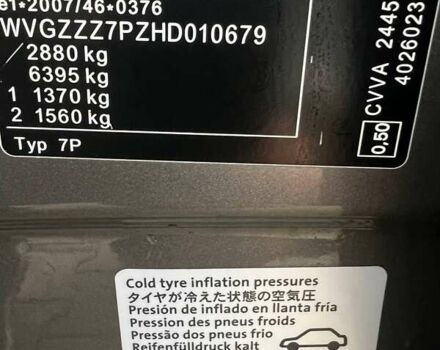 e1*2007/46*0376
WVGZZZ7PZHD010679
2880 kg
6395 kg
1 1370 kg
2 1560 kg
Typ 7P
0,50 CVVA 2445
4026023
Cold tyre inflation pressures
タイヤが冷えた状態の空気圧
Presión de inflado en llanta fría
Pression des pneus froids
Pressão dos pneus frio
Reifenfülldruck kalt